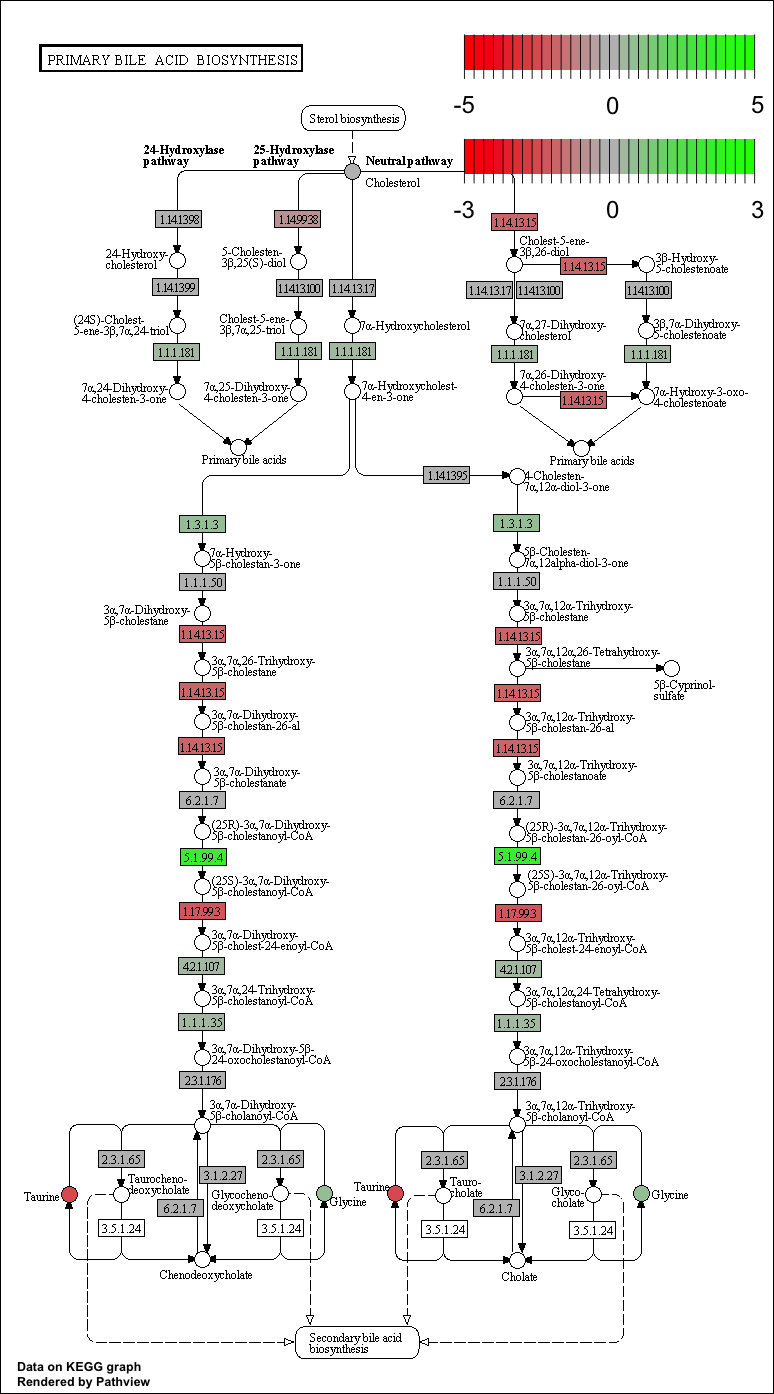 PRIMARY BILE ACID BIOSYNTHESIS
-5 0 5
-3 0 3
Sterol biosynthesis
24-Hydroxylase
pathway
25-Hydroxylase
pathway
Neutral pathway
Cholesterol
1.14.13.98
1.14.99.38
1.14.13.15
24-Hydroxy-
cholesterol
5-Cholesten-
3β,25(S)-diol
Cholest-5-ene-
3β,26-diol
1.14.13.15
3β-Hydroxy-
5-cholestenoate
1.14.13.99
1.14.13.100
1.14.13.17
1.14.13.17
1.14.13.100
1.14.13.100
(24S)-Cholest-
5-ene-3β,7α,24-triol
Cholest-5-ene-
3β,7α,25-triol
7α-Hydroxycholesterol
7α,27-Dihydroxy-
cholesterol
3β,7α-Dihydroxy-
5-cholestenoate
1.1.1.181
1.1.1.181
1.1.1.181
1.1.1.181
1.1.1.181
7α,24-Dihydroxy-
4-cholesten-3-one
7α,25-Dihydroxy-
4-cholesten-3-one
7α-Hydroxycholest-
4-en-3-one
7α,26-Dihydroxy-
4-cholesten-3-one
1.14.13.15
7α-Hydroxy-3-oxo-
4-cholestenoate
Primary bile acids
Primary bile acids
1.14.13.95
4-Cholesten-
7α,12α-diol-3-one
1.3.1.3
1.3.1.3
7α-Hydroxy-
5β-cholestan-3-one
5β-Cholesten-
7α,12alpha-diol-3-one
1.1.1.50
1.1.1.50
3α,7α-Dihydroxy-
5β-cholestane
3α,7α,12α-Trihydroxy-
5β-cholestane
1.14.13.15
1.14.13.15
3α,7α,26-Trihydroxy-
5β-cholestane
3α,7α,12α,26-Tetrahydroxy-
5β-cholestane
5β-Cyprinol-
sulfate
1.14.13.15
1.14.13.15
3α,7α-Dihydroxy-
5β-cholestan-26-al
3α,7α,12α-Trihydroxy-
5β-cholestan-26-al
1.14.13.15
1.14.13.15
3α,7α-Dihydroxy-
5β-cholestanate
3α,7α,12α-Trihydroxy-
5β-cholestanoate
6.2.1.7
6.2.1.7
(25R)-3α,7α-Dihydroxy-
5β-cholestanoyl-CoA
(25R)-3α,7α,12α-Trihydroxy-
5β-cholestan-26-oyl-CoA
5.1.99.4
5.1.99.4
(25S)-3α,7α-Dihydroxy-
5β-cholestanoyl-CoA
(25S)-3α,7α,12α-Trihydroxy-
5β-cholestan-26-oyl-CoA
1.17.99.3
1.17.99.3
3α,7α-Dihydroxy-
5β-cholest-24-enoyl-CoA
3α,7α,12α-Trihydroxy-
5β-cholest-24-enoyl-CoA
4.2.1.107
4.2.1.107
3α,7α,24-Trihydroxy-
5β-cholestanoyl-CoA
3α,7α,12α,24-Tetrahydroxy-
5β-cholestanoyl-CoA
1.1.1.35
1.1.1.35
3α,7α-Dihydroxy-5β-
24-oxocholestanoyl-CoA
3α,7α,12α-Trihydroxy-
5β-24-oxocholestanoyl-CoA
2.3.1.176
2.3.1.176
3α,7α-Dihydroxy-
5β-cholanoyl-CoA
3α,7α,12α-Trihydroxy-
5β-cholanoyl-CoA
2.3.1.65
2.3.1.65
2.3.1.65
2.3.1.65
3.1.2.27
3.1.2.27
Taurine
Taurocheno-
deoxycholate
Glycocheno-
deoxycholate
Glycine
Taurine
Tauro-
cholate
Glyco-
cholate
Glycine
6.2.1.7
6.2.1.7
3.5.1.24
3.5.1.24
3.5.1.24
3.5.1.24
Chenodeoxycholate
Cholate
Secondary bile acid
biosynthesis
Data on KEGG graph
Rendered by Pathview